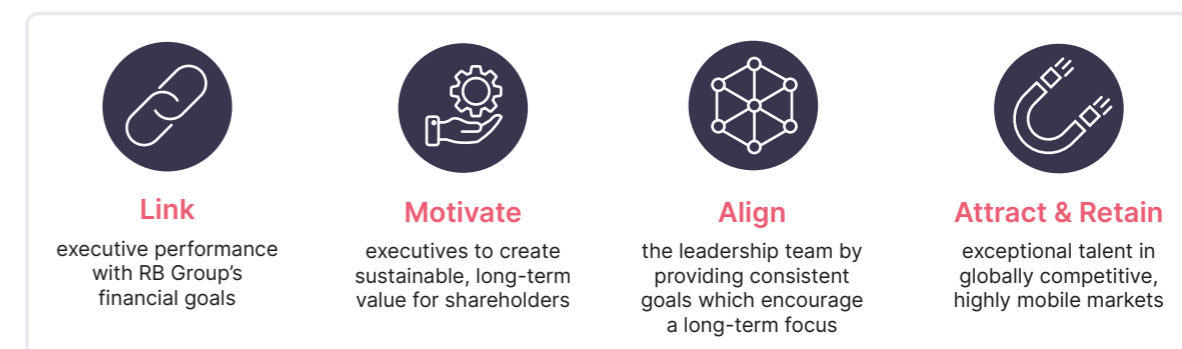 Link
executive performance
with RB Group’s
financial goals
Motivate
executives to create
sustainable, long-term
value for shareholders
Align
the leadership team by
providing consistent
goals which encourage
a long-term focus
Attract & Retain
exceptional talent in
globally competitive,
highly mobile markets